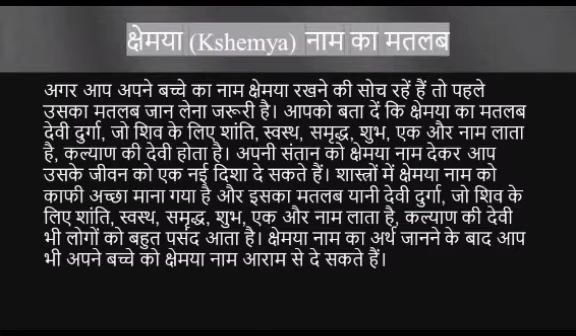 क्षेमया (Kshemya) नाम का मतलब
अगर आप अपने बच्चे का नाम क्षेमया रखने की सोच रहें हैं तो पहले
उसका मतलब जान लेना जरूरी है। आपको बता दें कि क्षेमया का मतलब
देवी दुर्गा, जो शिव के लिए शांति, स्वस्थ, समृद्ध, शुभ, एक और नाम लाता
है, कल्याण की देवी होता है। अपनी संतान को क्षेमया नाम देकर आप
उसके जीवन को एक नई दिशा दे सकते हैं। शास्त्रों में क्षेमया नाम को
काफी अच्छा माना गया है और इसका मतलब यानी देवी दुर्गा, जो शिव के
लिए शांति, स्वस्थ, समृद्ध, शुभ, एक और नाम लाता है, कल्याण की देवी
भी लोगों को बहुत पसंद आता है। क्षेमया नाम का अर्थ जानने के बाद आप
भी अपने बच्चे को क्षेमया नाम आराम से दे सकते हैं।